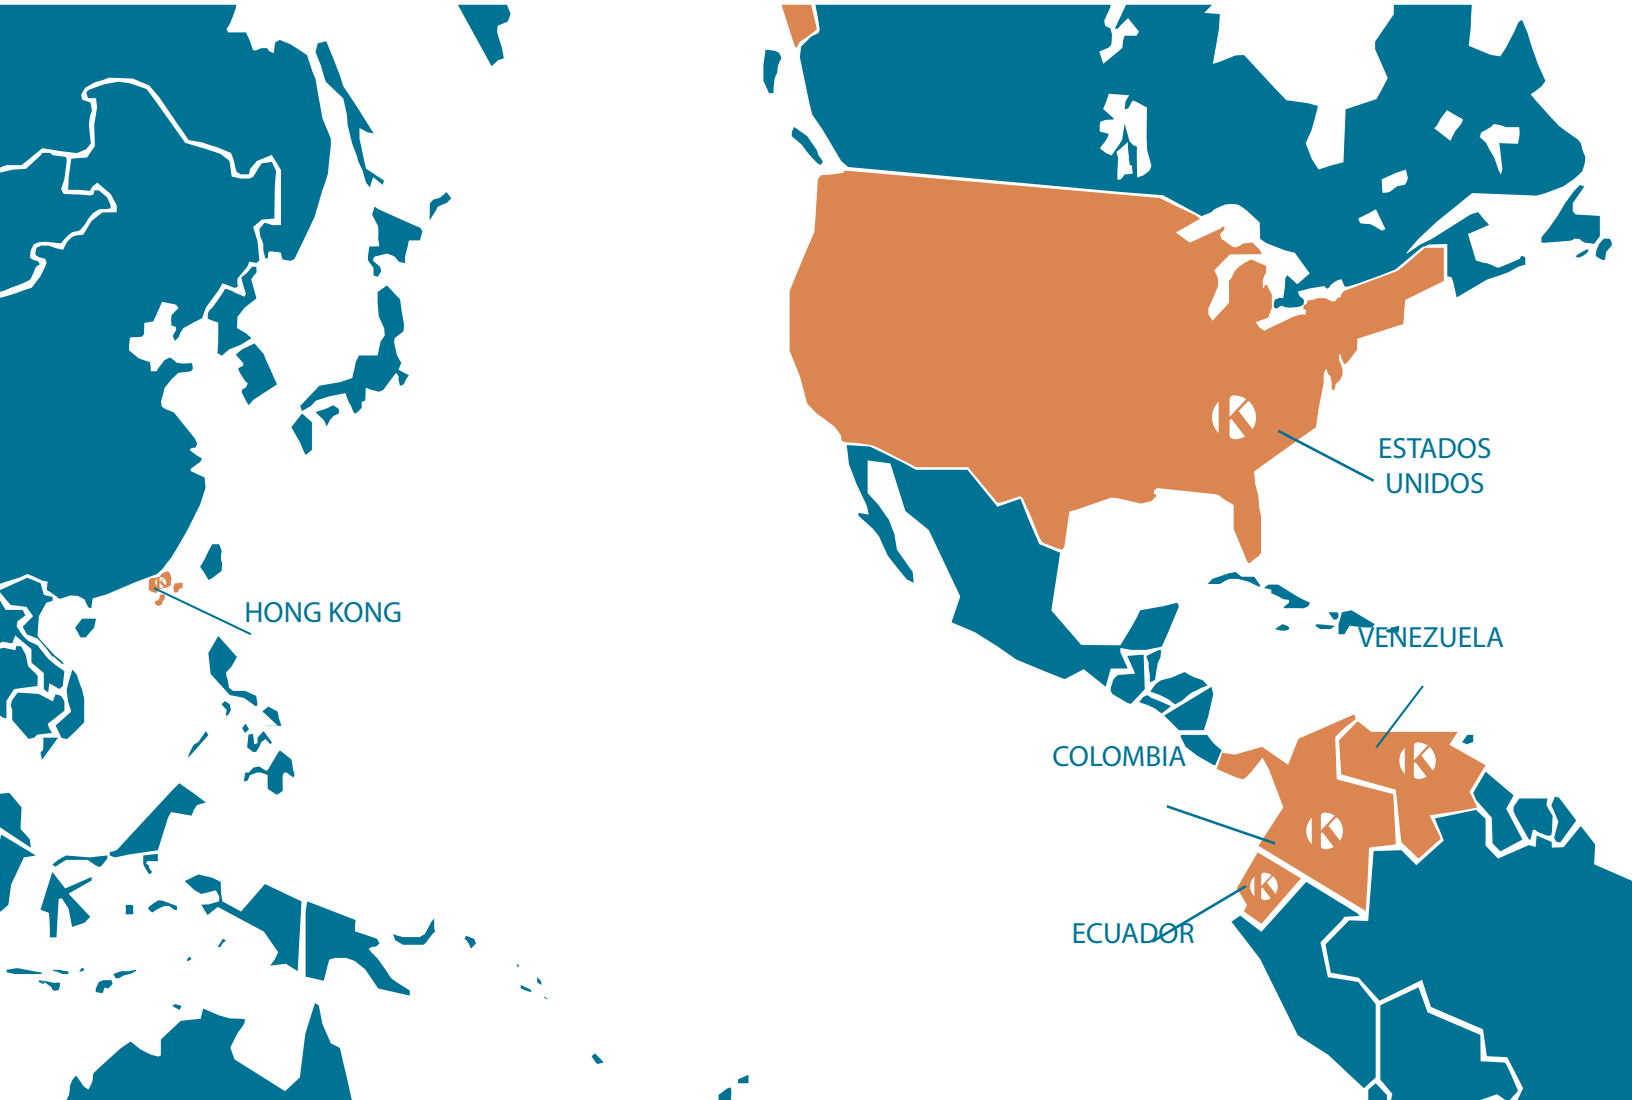 ESTADOS
UNIDOS
HONG KONG
VENEZUELA
COLOMBIA
ECUADOR
K
K
K
K
K